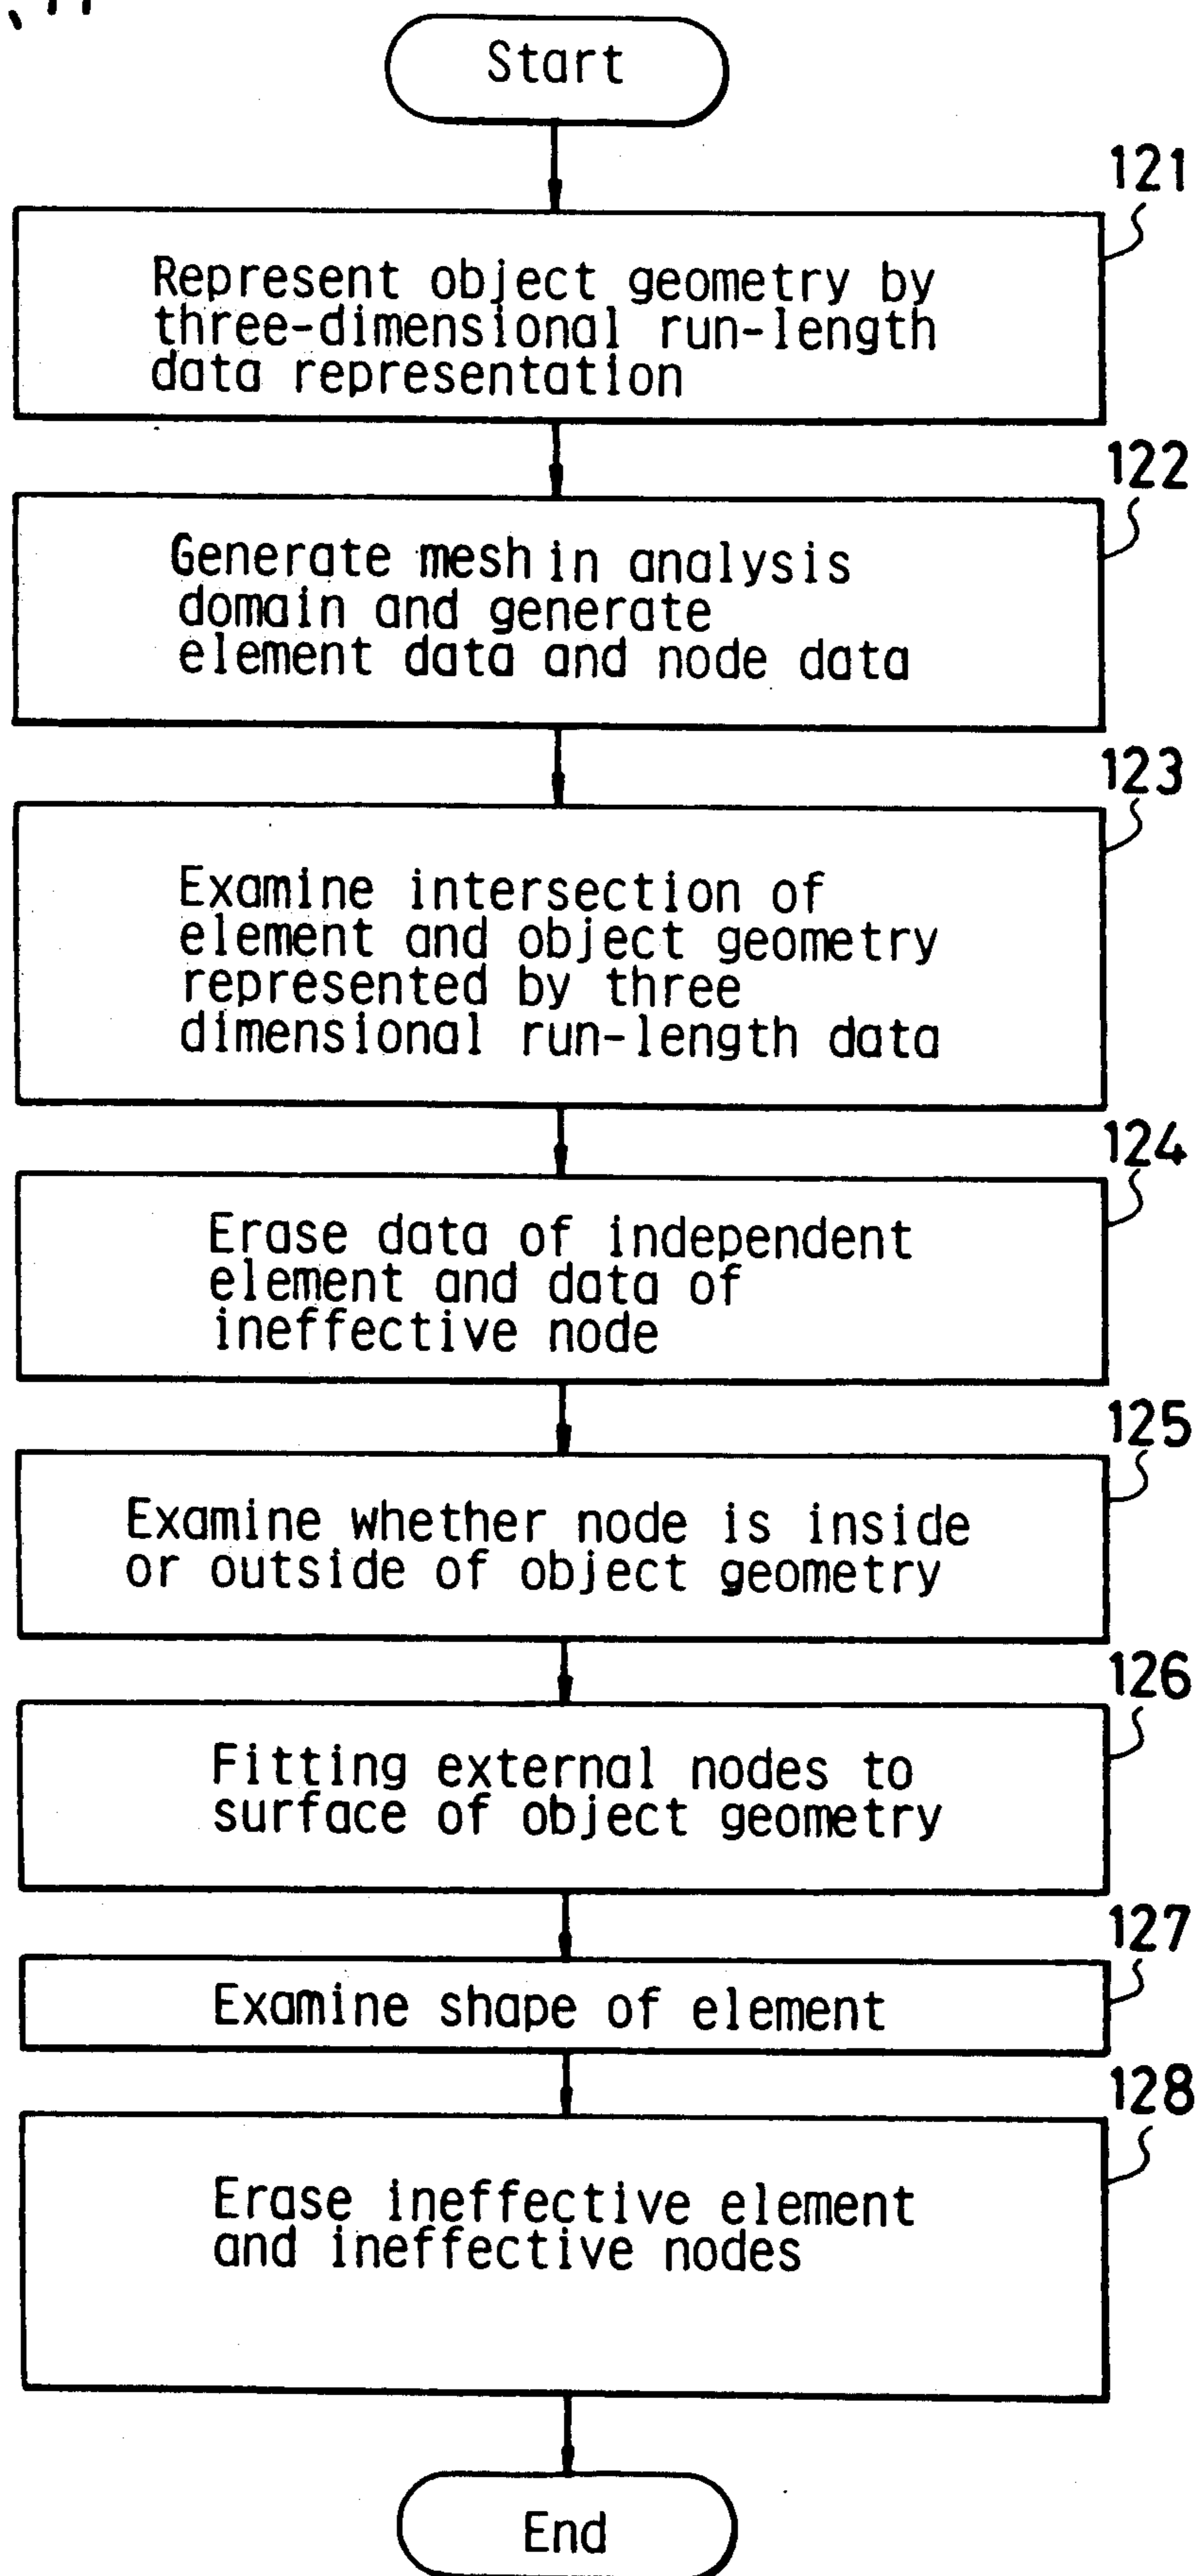 Start
121
Represent object geometry by
three-dimensional run-length
data representation
122
Generate mesh in analysis
domain and generate
element data and node data
123
Examine intersection of
element and object geometry
represented by three
dimensional run-length data
124
Erase data of independent
element and data of
ineffective node
125
Examine whether node is inside
or outside of object geometry
126
Fitting external nodes to
surface of object geometry
127
Examine shape of element
128
Erase ineffective element
and ineffective nodes
End